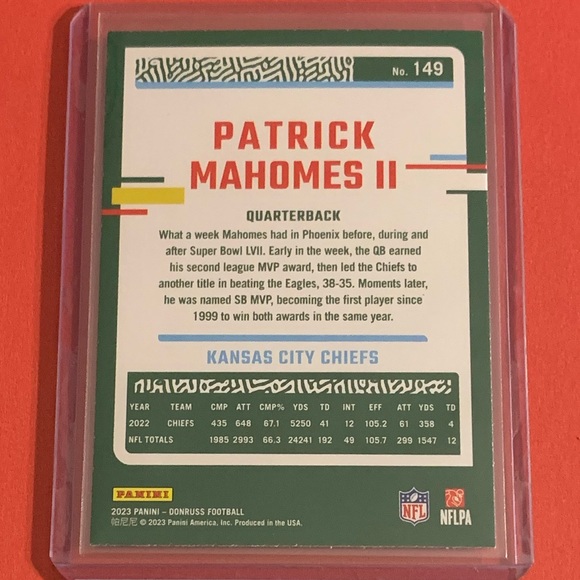 No. 149
PATRICK
MAHOMES II
QUARTERBACK
What a week Mahomes had in Phoenix before, during and
after Super Bowl LVII. Early in the week, the QB earned
his second league MVP award, then led the Chiefs to
another title in beating the Eagles, 38-35. Moments later,
he was named SB MVP, becoming the first player since
1999 to win both awards in the same year.
KANSAS CITY CHIEFS
YEAR TEAM CMP ATT CMP% YDS TD INT EFF ATT YDS TD
2022 CHIEFS 435 648 67.1 5250 41 12 105.2 61 358 4
NFL TOTALS 1985 2993 66.3 24241 192 49 105.7 299 1547 12
PANINI
2023 PANINI – DONRUSS FOOTBALL
帕尼尼 © 2023 Panini America, Inc. Produced in the USA.
NFL
NFLPA